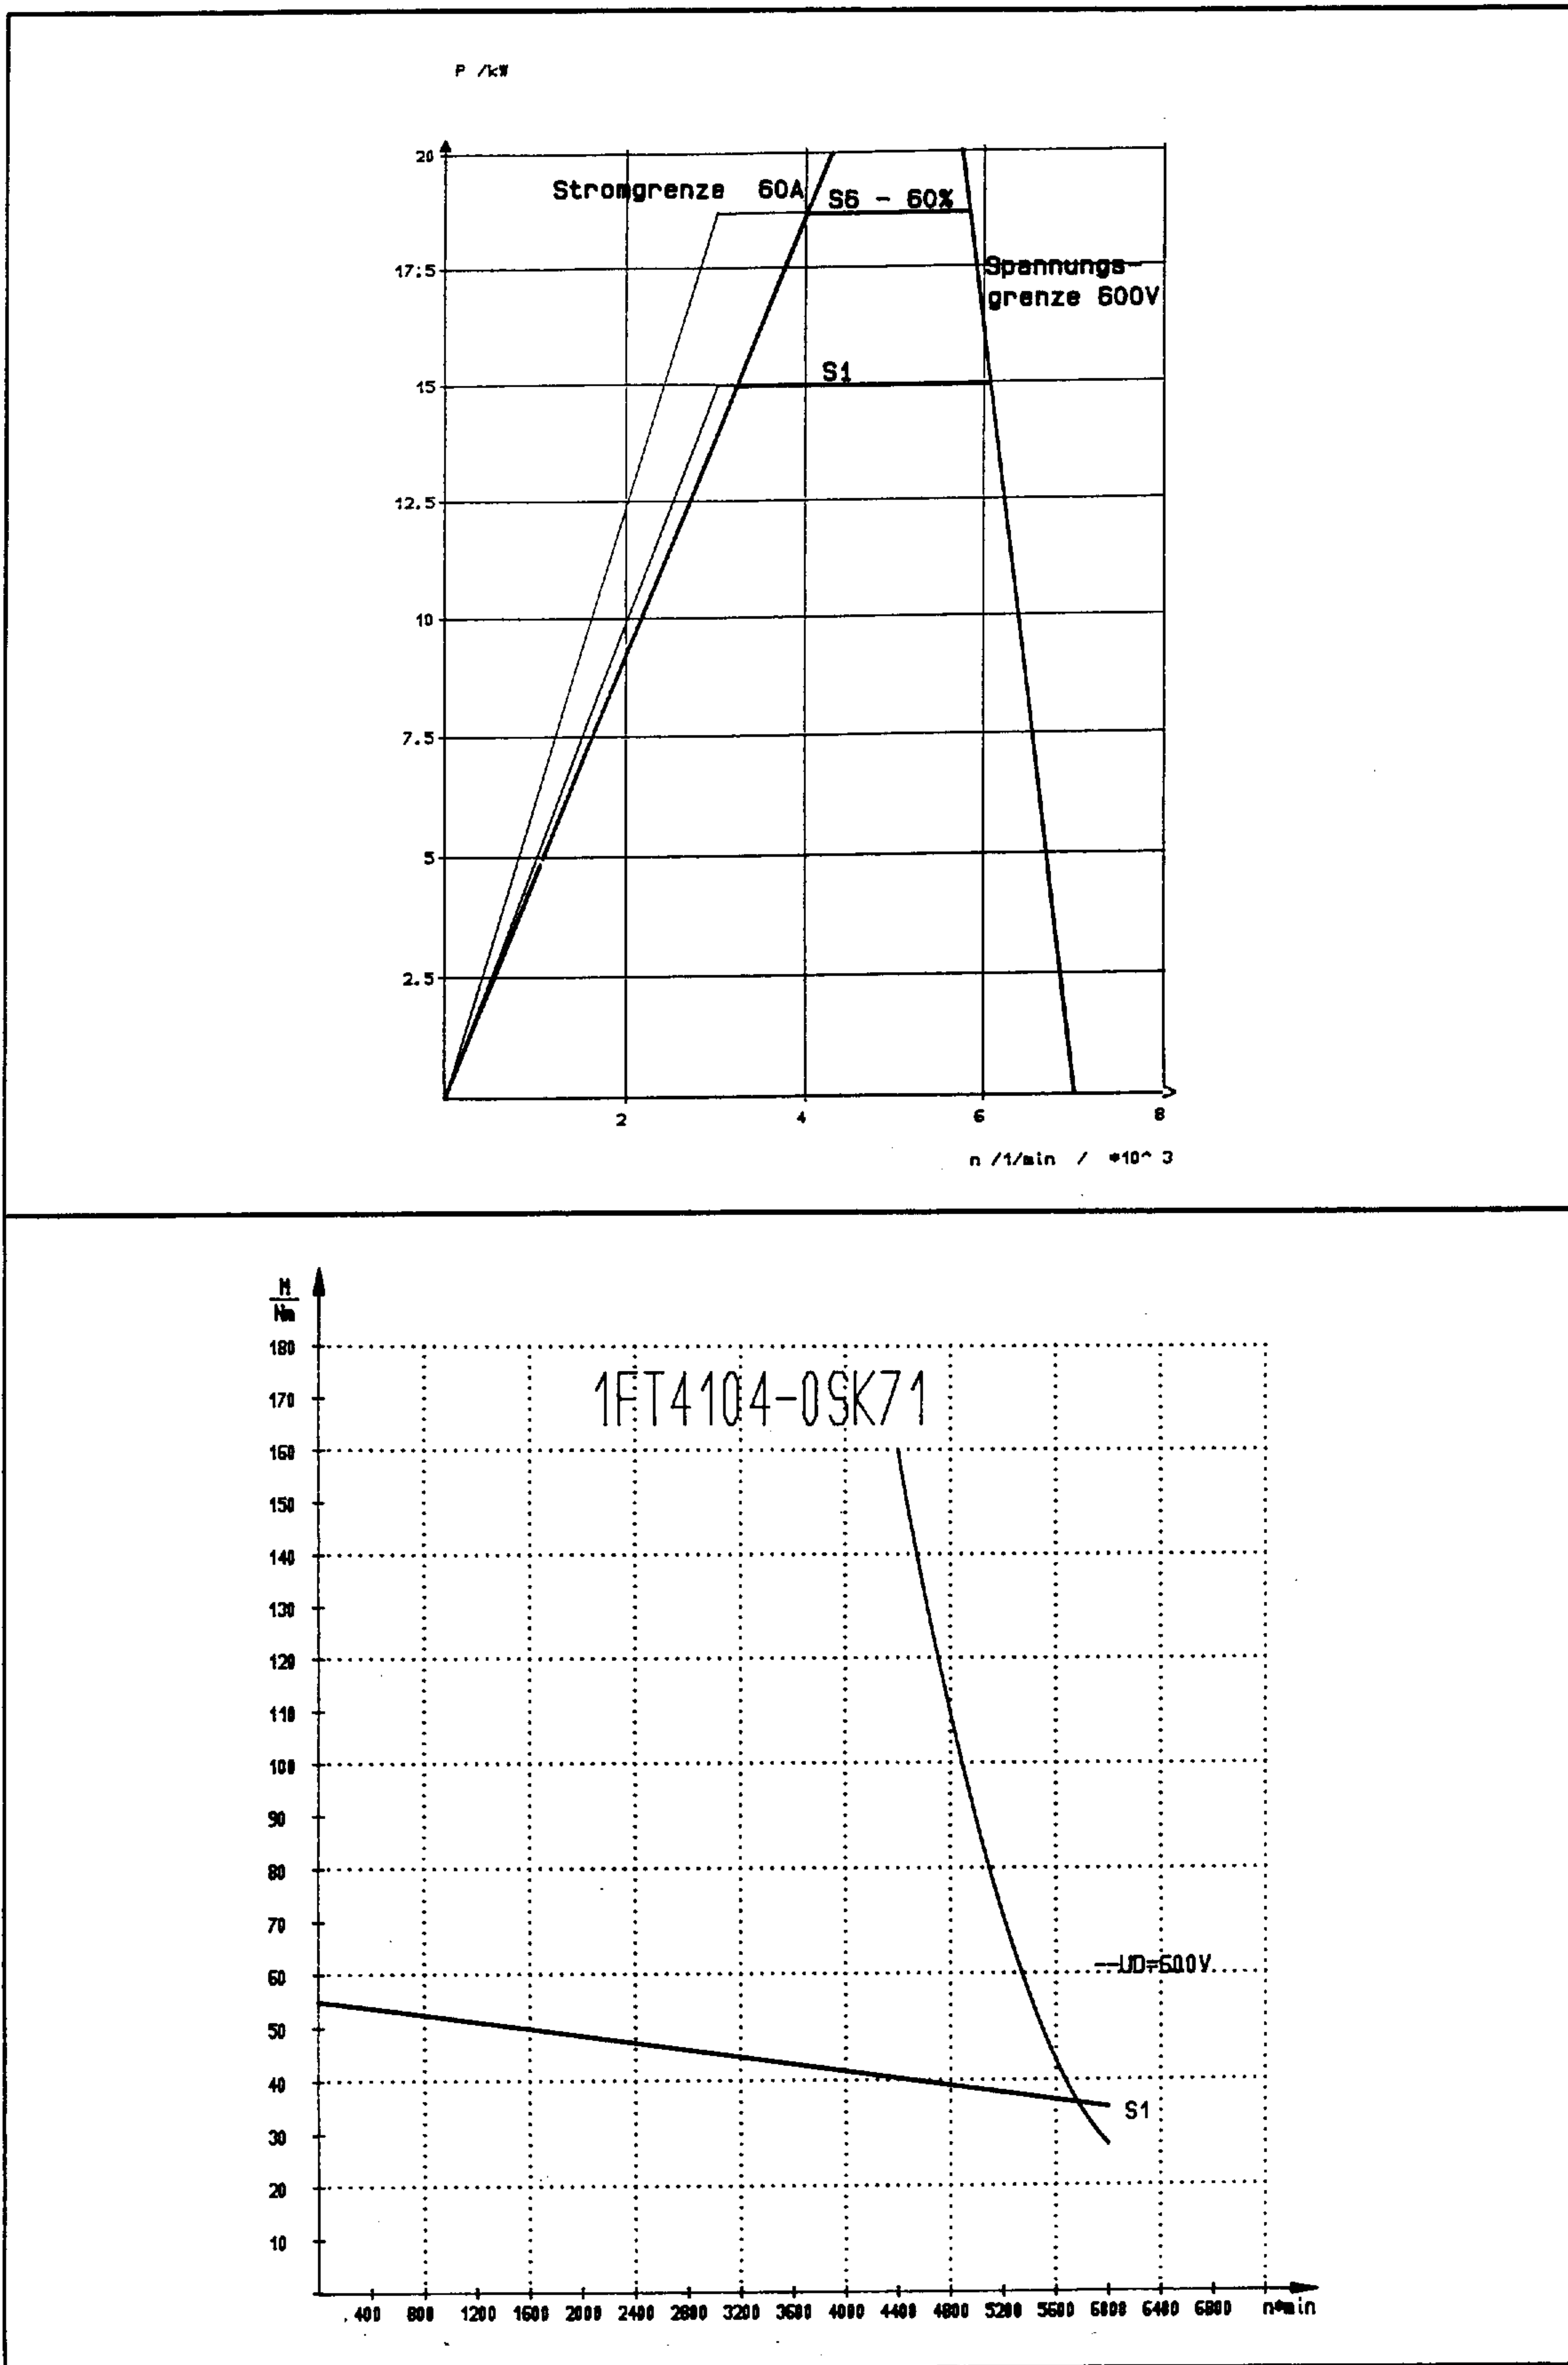 P /kW
20
Stromgrenze 60A
S6 - 60%
17.5
Spannungs-
grenze 600V
15
S1
12.5
10
7.5
5
2.5
2 4 6 8
n /1/min / *10^ 3
M
Nm
180
1FT4104-0SK71
170
160
150
140
130
120
110
100
90
80
70
60
UD=600V
50
40
S1
30
20
10
400 800 1200 1600 2000 2400 2800 3200 3600 4000 4400 4800 5200 5600 6000 6400 6800 n*min